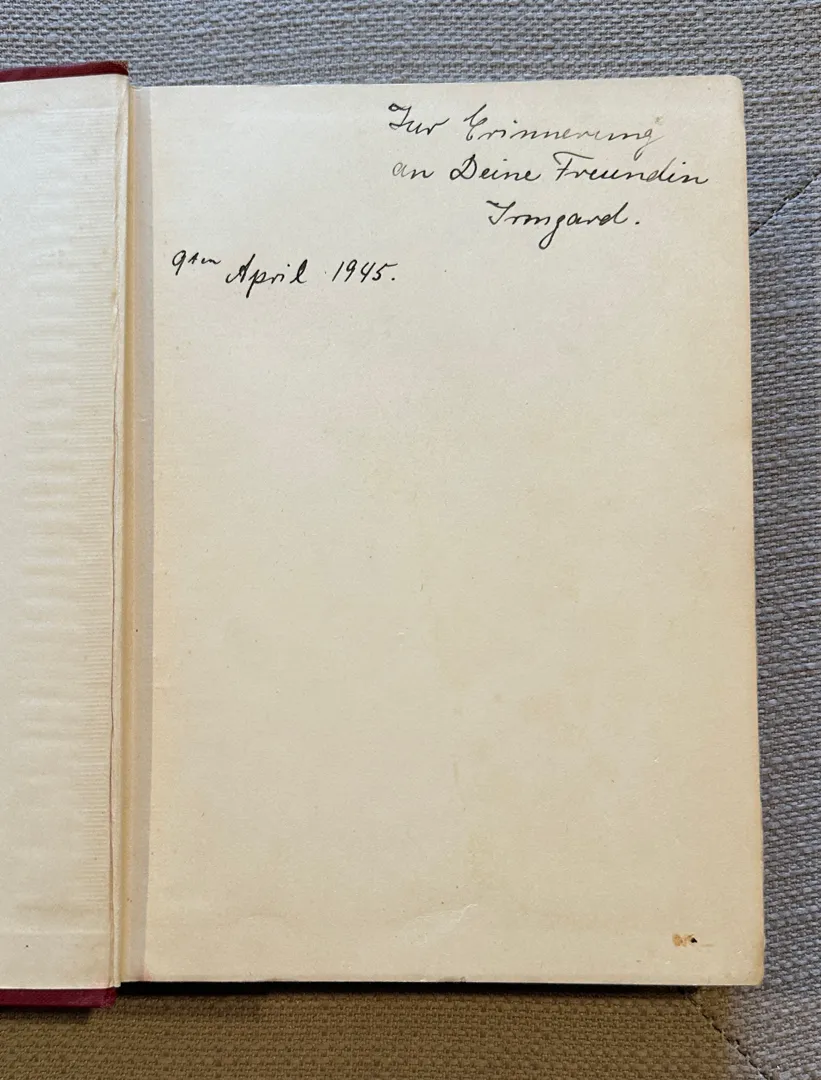 Zur Erinnerung
an Deine Freundin
Irmgard.
9ten April 1945.